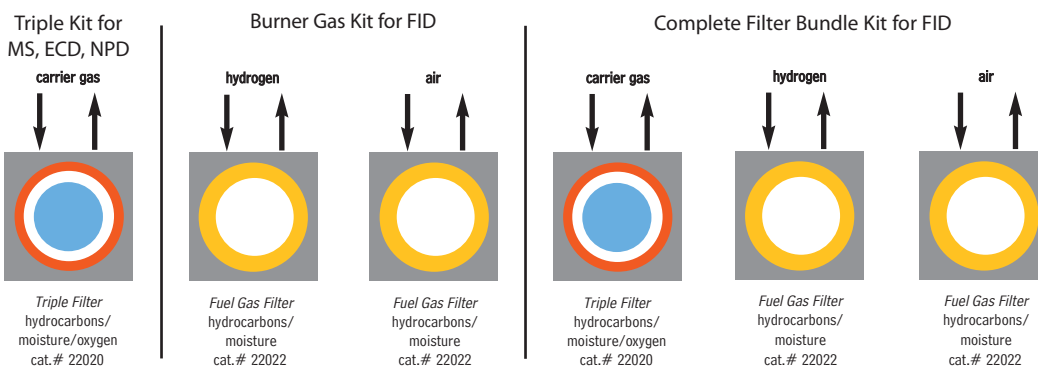 Triple Kit for
MS, ECD, NPD
carrier gas
Triple Filter
hydrocarbons/
moisture/oxygen
cat.# 22020
Burner Gas Kit for FID
hydrogen
Fuel Gas Filter
hydrocarbons/
moisture
cat.# 22022
air
Fuel Gas Filter
hydrocarbons/
moisture
cat.# 22022
Complete Filter Bundle Kit for FID
carrier gas
Triple Filter
hydrocarbons/
moisture/oxygen
cat.# 22020
hydrogen
Fuel Gas Filter
hydrocarbons/
moisture
cat.# 22022
air
Fuel Gas Filter
hydrocarbons/
moisture
cat.# 22022